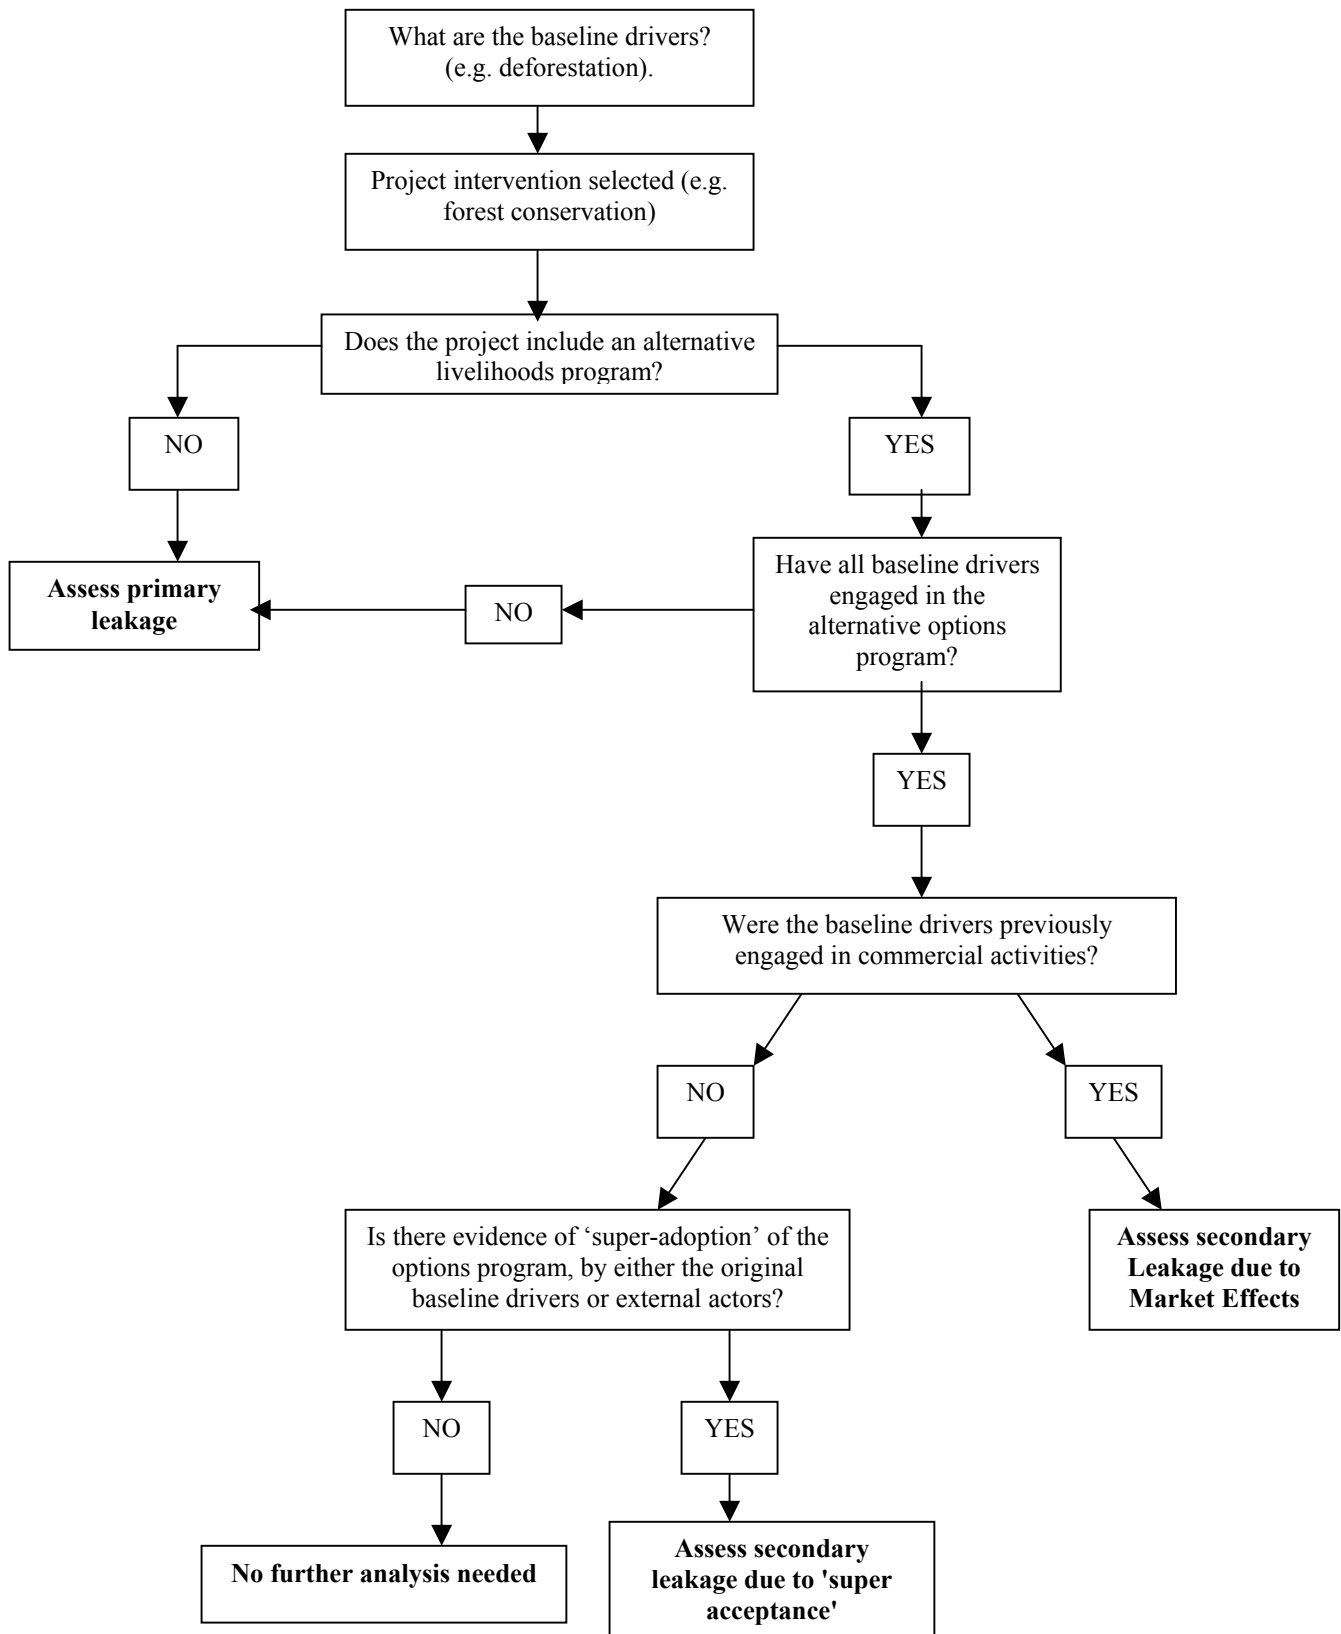 What are the baseline drivers?
(e.g. deforestation).
Project intervention selected (e.g.
forest conservation)
Does the project include an alternative
livelihoods program?
NO
YES
Assess primary
leakage
NO
Have all baseline drivers
engaged in the
alternative options
program?
YES
Were the baseline drivers previously
engaged in commercial activities?
NO
YES
Is there evidence of ‘super-adoption’ of the
options program, by either the original
baseline drivers or external actors?
Assess secondary
Leakage due to
Market Effects
NO
YES
No further analysis needed
Assess secondary
leakage due to 'super
acceptance'